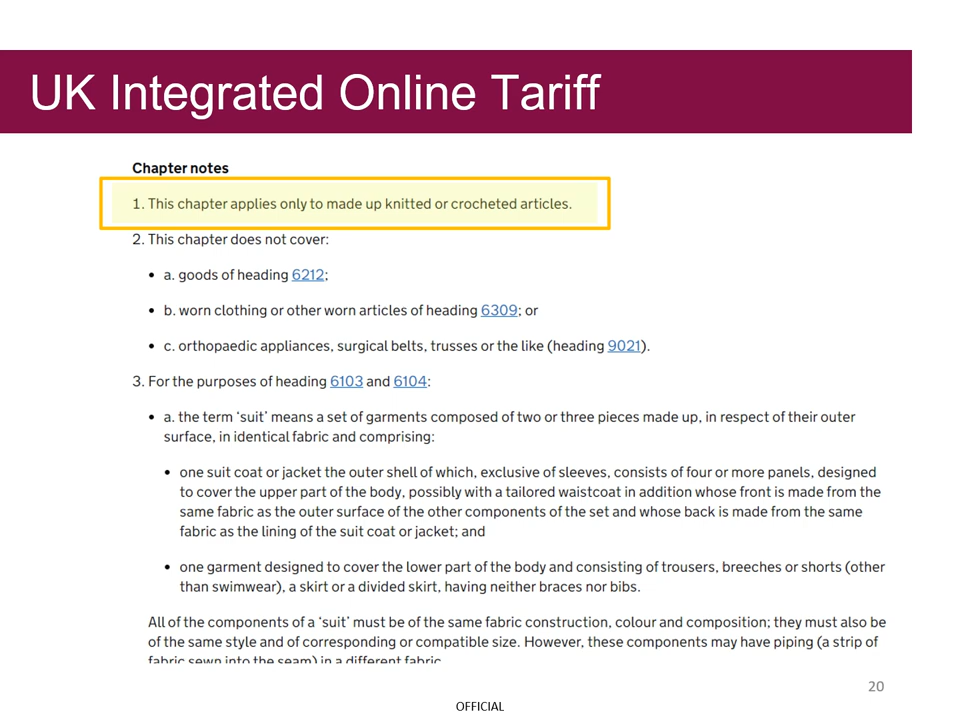 UK Integrated Online Tariff
Chapter notes
1. This chapter applies only to made up knitted or crocheted articles.
2. This chapter does not cover:
• a. goods of heading 6212;
• b. worn clothing or other worn articles of heading 6309; or
• c. orthopaedic appliances, surgical belts, trusses or the like (heading 9021).
3. For the purposes of heading 6103 and 6104:
• a. the term ‘suit’ means a set of garments composed of two or three pieces made up, in respect of their outer
surface, in identical fabric and comprising:
• one suit coat or jacket the outer shell of which, exclusive of sleeves, consists of four or more panels, designed
to cover the upper part of the body, possibly with a tailored waistcoat in addition whose front is made from the
same fabric as the outer surface of the other components of the set and whose back is made from the same
fabric as the lining of the suit coat or jacket; and
• one garment designed to cover the lower part of the body and consisting of trousers, breeches or shorts (other
than swimwear), a skirt or a divided skirt, having neither braces nor bibs.
All of the components of a ‘suit’ must be of the same fabric construction, colour and composition; they must also be
of the same style and of corresponding or compatible size. However, these components may have piping (a strip of
fabric sewn into the seam) in a different fabric.
20
OFFICIAL